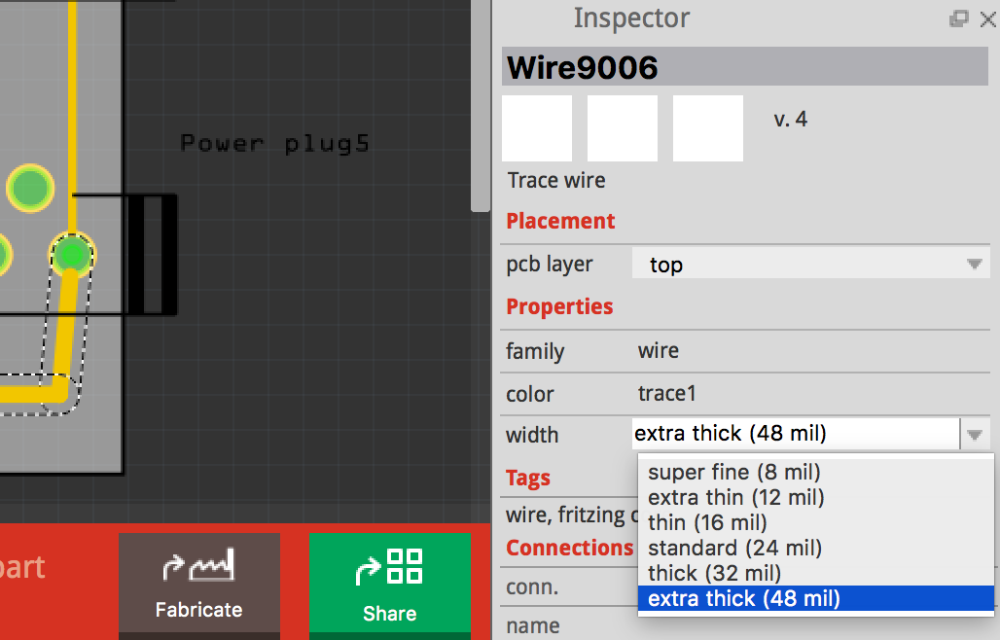 Inspector
Wire9006
v. 4
Trace wire
Placement
pcb layer top
Properties
family wire
color trace1
width extra thick (48 mil)
super fine (8 mil)
extra thin (12 mil)
thin (16 mil)
standard (24 mil)
thick (32 mil)
extra thick (48 mil)
Tags
wire, fritzing
Connections
conn.
name
Power plug5
part
Fabricate
Share